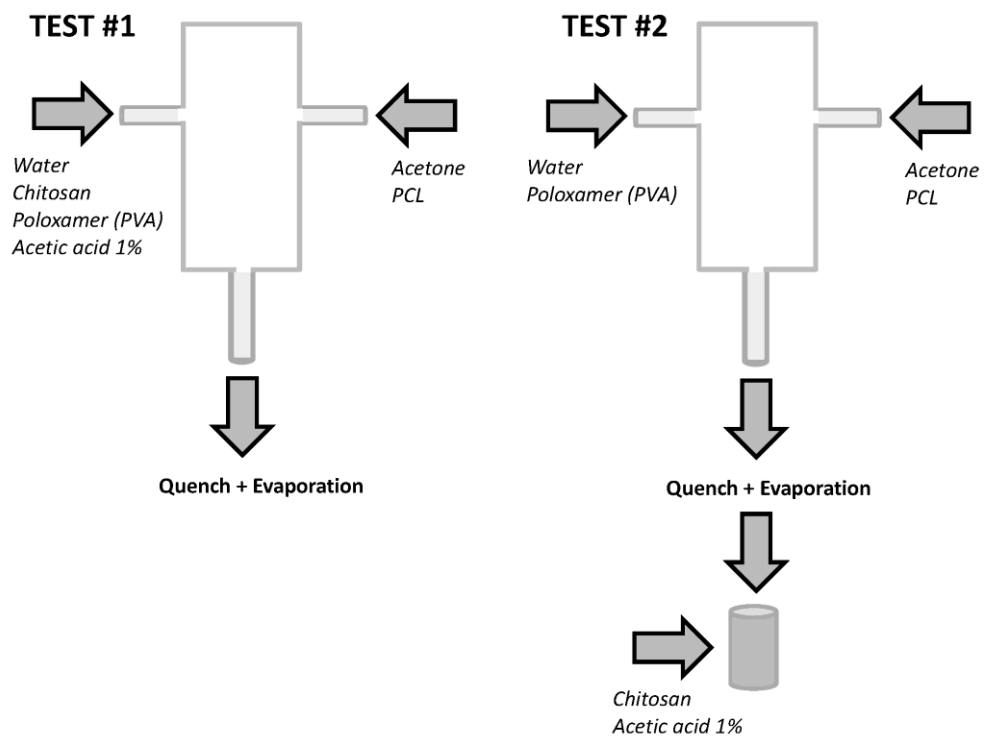 TEST #1
Water
Chitosan
Poloxamer (PVA)
Acetic acid 1%
Acetone
PCL
Quench + Evaporation
TEST #2
Water
Poloxamer (PVA)
Acetone
PCL
Quench + Evaporation
Chitosan
Acetic acid 1%